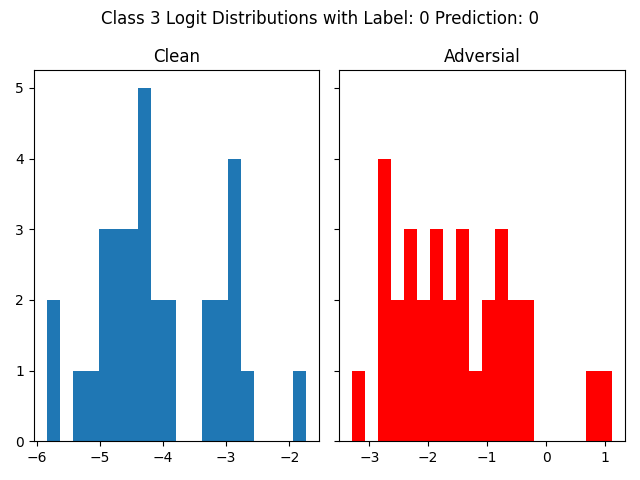 Class 3 Logit Distributions with Label: 0 Prediction: 0
Clean
Adversial
5
4
3
2
1
0
−6 −5 −4 −3 −2
−3 −2 −1 0 1